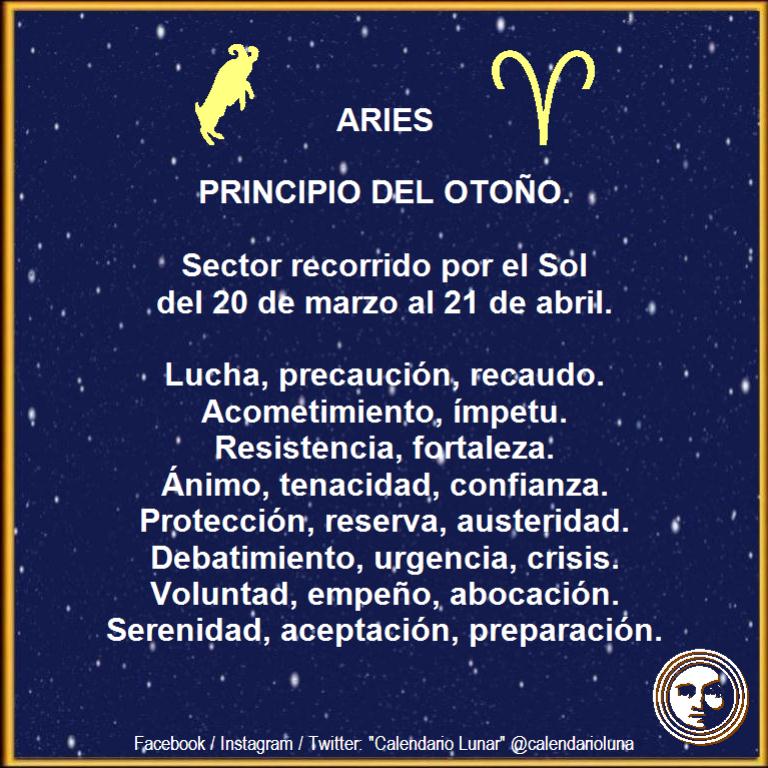 ARIES
PRINCIPIO DEL OTOÑO.
Sector recorrido por el Sol
del 20 de marzo al 21 de abril.
Lucha, precaución, recaudo.
Acometimiento, ímpetu.
Resistencia, fortaleza.
Ánimo, tenacidad, confianza.
Protección, reserva, austeridad.
Debatimiento, urgencia, crisis.
Voluntad, empeño, abocación.
Serenidad, aceptación, preparación.
Facebook / Instagram / Twitter: "Calendario Lunar" @calendarioluna